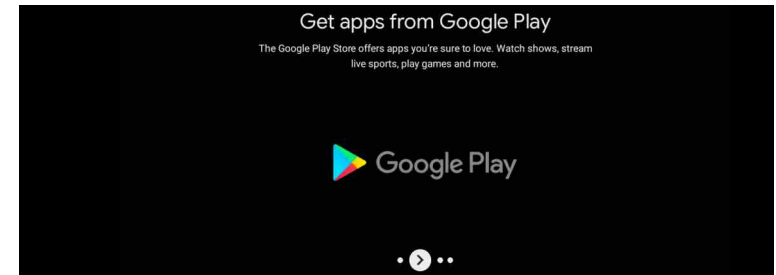 Get apps from Google Play
The Google Play Store offers apps you're sure to love. Watch shows, stream
live sports, play games and more.
Google Play